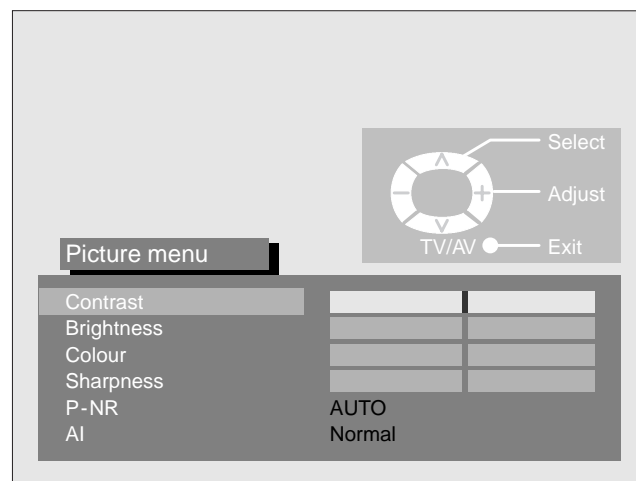 Select
Adjust
TV/AV Exit
Picture menu
Contrast
Brightness
Colour
Sharpness
P-NR AUTO
AI Normal